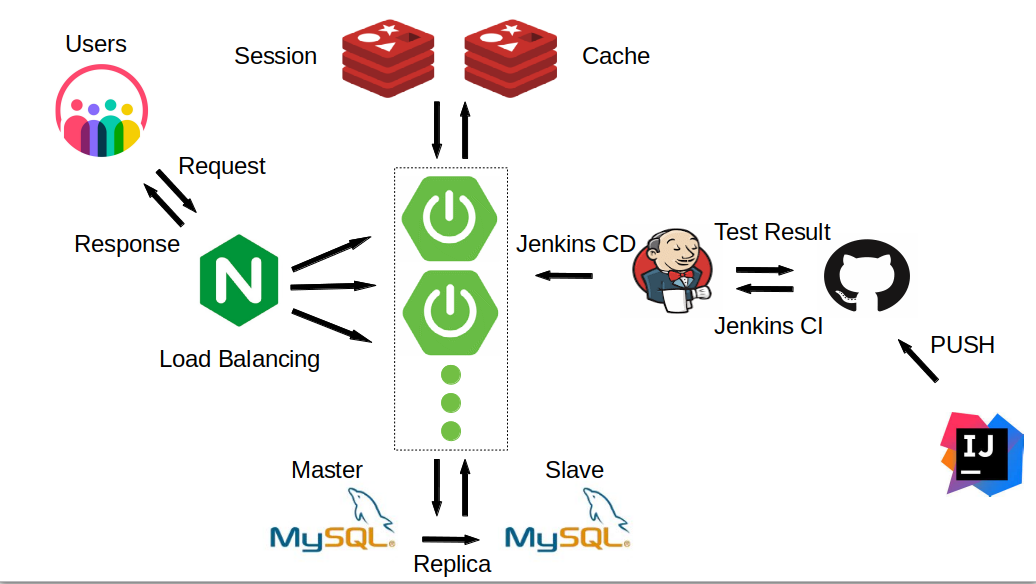 Users
Session
Cache
Request
Response
N
Load Balancing
Jenkins CD
Test Result
Jenkins CI
PUSH
IJ
Master
Slave
MySQL
MySQL
Replica